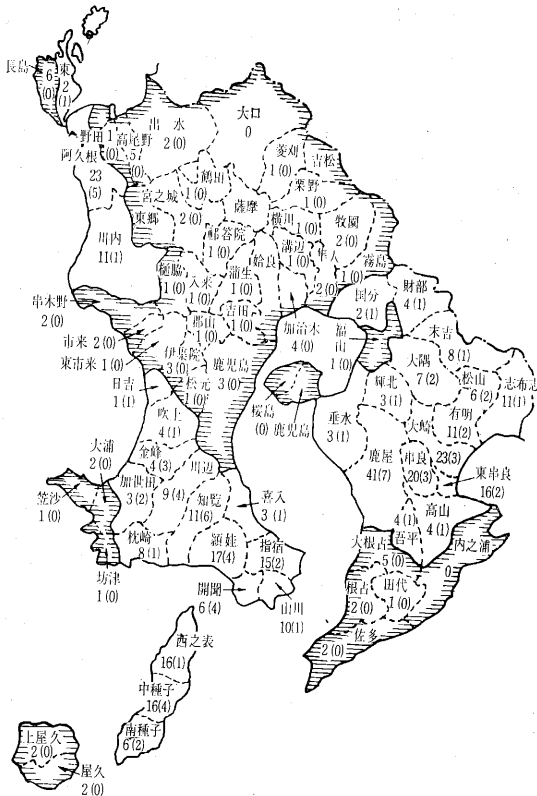 長島
6
(0)
東
2
(1)
出水
2(0)
大口
0
野田
1
(0)
高尾野
5
(0)
阿久根
23
(5)
菱刈
1(0)
吉松
鶴田
1(0)
栗野
1(0)
宮之城
2(0)
薩摩
横川
1(0)
牧園
2(0)
東郷
川内
11(1)
祁答院
1(0)
姶良
溝辺
1(0)
隼人
2(0)
霧島
1(0)
樋脇
1(0)
入来
1(0)
蒲生
1(0)
国分
2(1)
財部
4(1)
串木野
2(0)
郡山
1(0)
吉田
1(0)
加治木
4(0)
福山
1(0)
末吉
8(1)
市来 2(0)
東市来 1(0)
伊集院
3(0)
鹿児島
3(0)
大隅
7(2)
松山
6(2)
志布志
11(1)
日吉
1(1)
松元
1(0)
輝北
3(1)
桜島
(0)
鹿児島
吹上
4(1)
垂水
3(1)
大崎
23(3)
有明
11(2)
大浦
2(0)
金峰
4(3)
川辺
9(4)
鹿屋
41(7)
串良
20(3)
東串良
16(2)
笠沙
1(0)
加世田
3(2)
知覧
11(6)
喜入
3(1)
高山
4(1)
枕崎
8(1)
頴娃
17(4)
指宿
15(2)
4(1)
吾平
内之浦
0
大根占
5(0)
坊津
1(0)
開聞
6(4)
山川
10(1)
根占
2(0)
田代
1(0)
佐多
2(0)
西之表
16(1)
中種子
16(4)
南種子
6(2)
上屋久
2(0)
屋久
2(0)